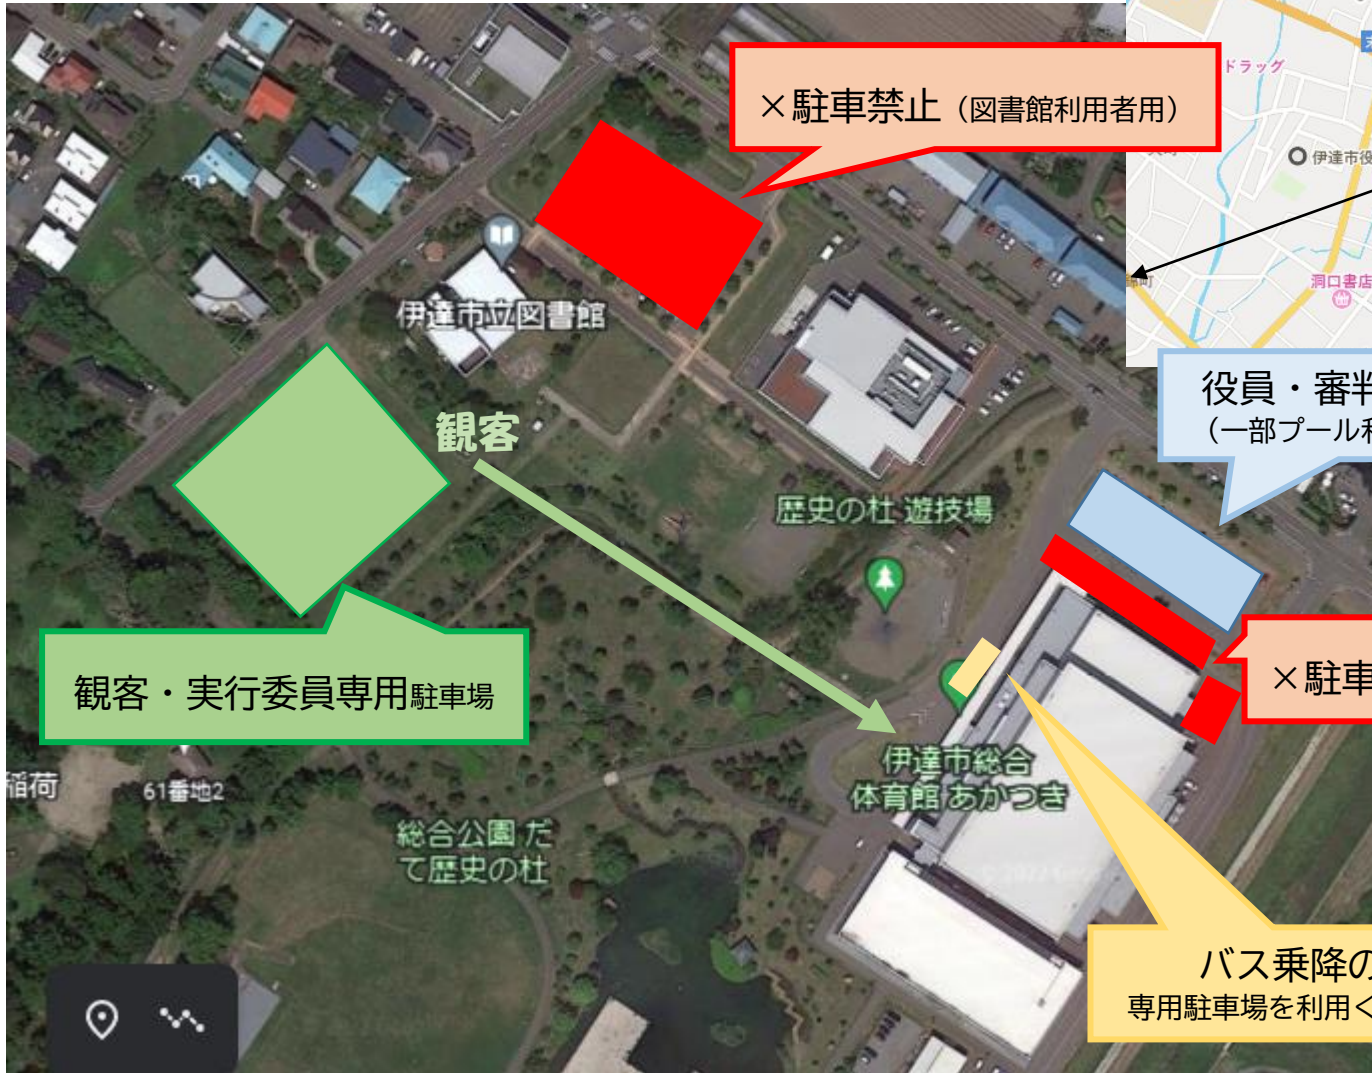 ×駐車禁止（図書館利用者用）
ドラッグ
伊達市役
洞口書店
伊達市立図書館
役員・審判
（一部プール利
観客
歴史の杜 遊技場
観客・実行委員専用駐車場
×駐車
伊達市総合
体育館 あかつき
稲荷
61番地2
総合公園 だ
て歴史の杜
バス乗降の
専用駐車場を利用く